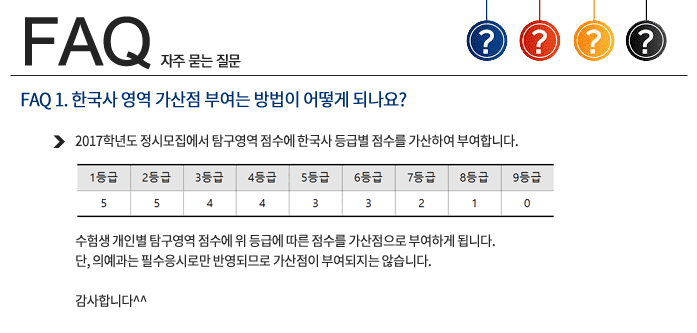 FAQ 자주 묻는 질문
? ? ? ?
FAQ 1. 한국사 영역 가산점 부여는 방법이 어떻게 되나요?
2017학년도 정시모집에서 탐구영역 점수에 한국사 등급별 점수를 가산하여 부여합니다.
1등급 2등급 3등급 4등급 5등급 6등급 7등급 8등급 9등급
5 5 4 4 3 3 2 1 0
수험생 개인별 탐구영역 점수에 위 등급에 따른 점수를 가산점으로 부여하게 됩니다.
단, 의예과는 필수응시로만 반영되므로 가산점이 부여되지는 않습니다.
감사합니다^^